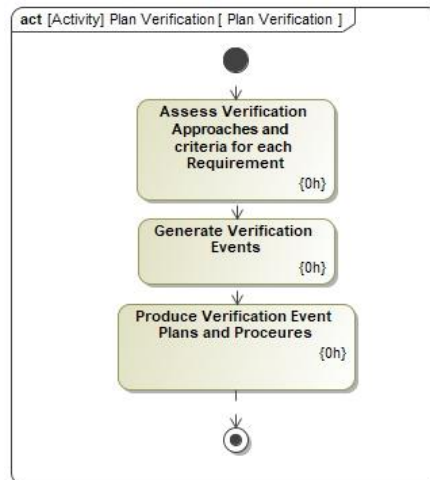 act [Activity] Plan Verification [ Plan Verification ]
Assess Verification
Approaches and
criteria for each
Requirement
{0h}
Generate Verification
Events
{0h}
Produce Verification Event
Plans and Proceures
{0h}